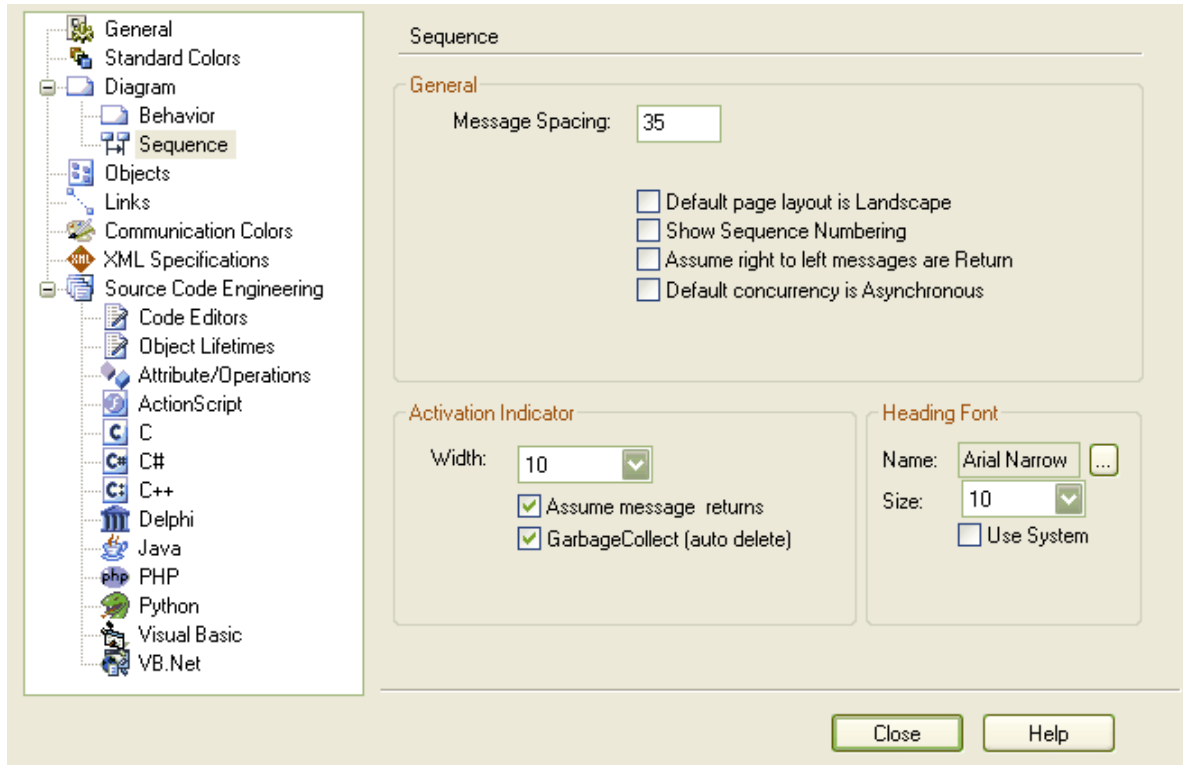 General
Standard Colors
Diagram
Behavior
Sequence
Objects
Links
Communication Colors
XML Specifications
Source Code Engineering
Code Editors
Object Lifetimes
Attribute/Operations
ActionScript
C
C#
C++
Delphi
Java
php PHP
Python
Visual Basic
VB.Net
Sequence
General
Message Spacing: 35
Default page layout is Landscape
Show Sequence Numbering
Assume right to left messages are Return
Default concurrency is Asynchronous
Activation Indicator
Width: 10
Assume message returns
GarbageCollect (auto delete)
Heading Font
Name: Arial Narrow ...
Size: 10
Use System
Close Help